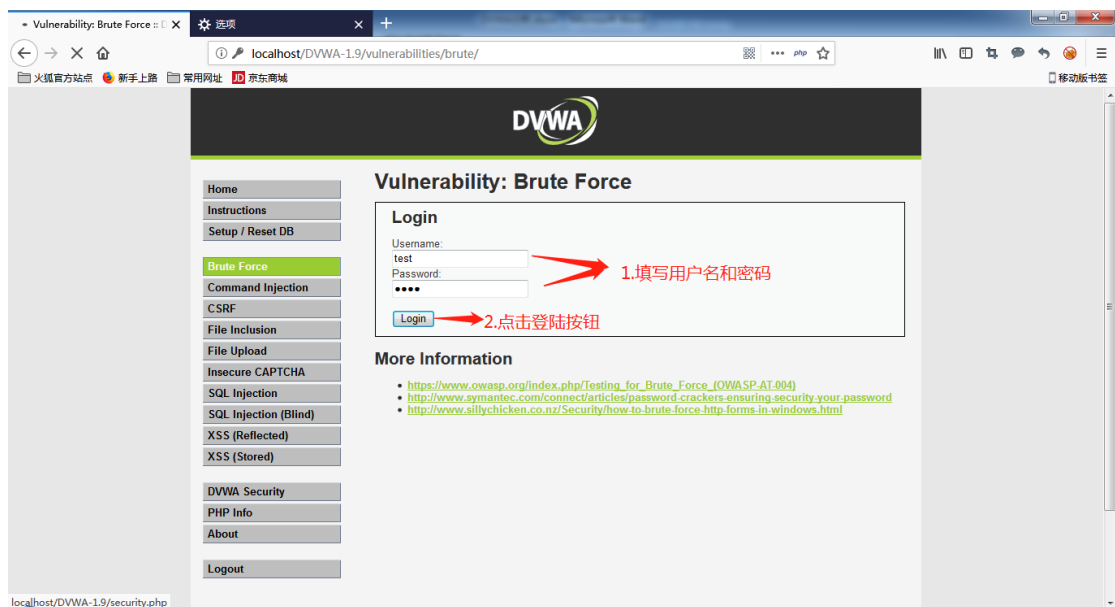 Vulnerability: Brute Force :: D
选项
localhost/DVWA-1.9/vulnerabilities/brute/
php
火狐官方站点
新手上路
常用网址
JD 京东商城
移动版书签
DVWA
Home
Instructions
Setup / Reset DB
Brute Force
Command Injection
CSRF
File Inclusion
File Upload
Insecure CAPTCHA
SQL Injection
SQL Injection (Blind)
XSS (Reflected)
XSS (Stored)
DVWA Security
PHP Info
About
Logout
Vulnerability: Brute Force
Login
Username:
test
Password:
••••
Login
1.填写用户名和密码
2.点击登陆按钮
More Information
https://www.owasp.org/index.php/Testing_for_Brute_Force_(OWASP-AT-004)
http://www.symantec.com/connect/articles/password-crackers-ensuring-security-your-password
http://www.sillychicken.co.nz/Security/how-to-brute-force-http-forms-in-windows.html
localhost/DVWA-1.9/security.php